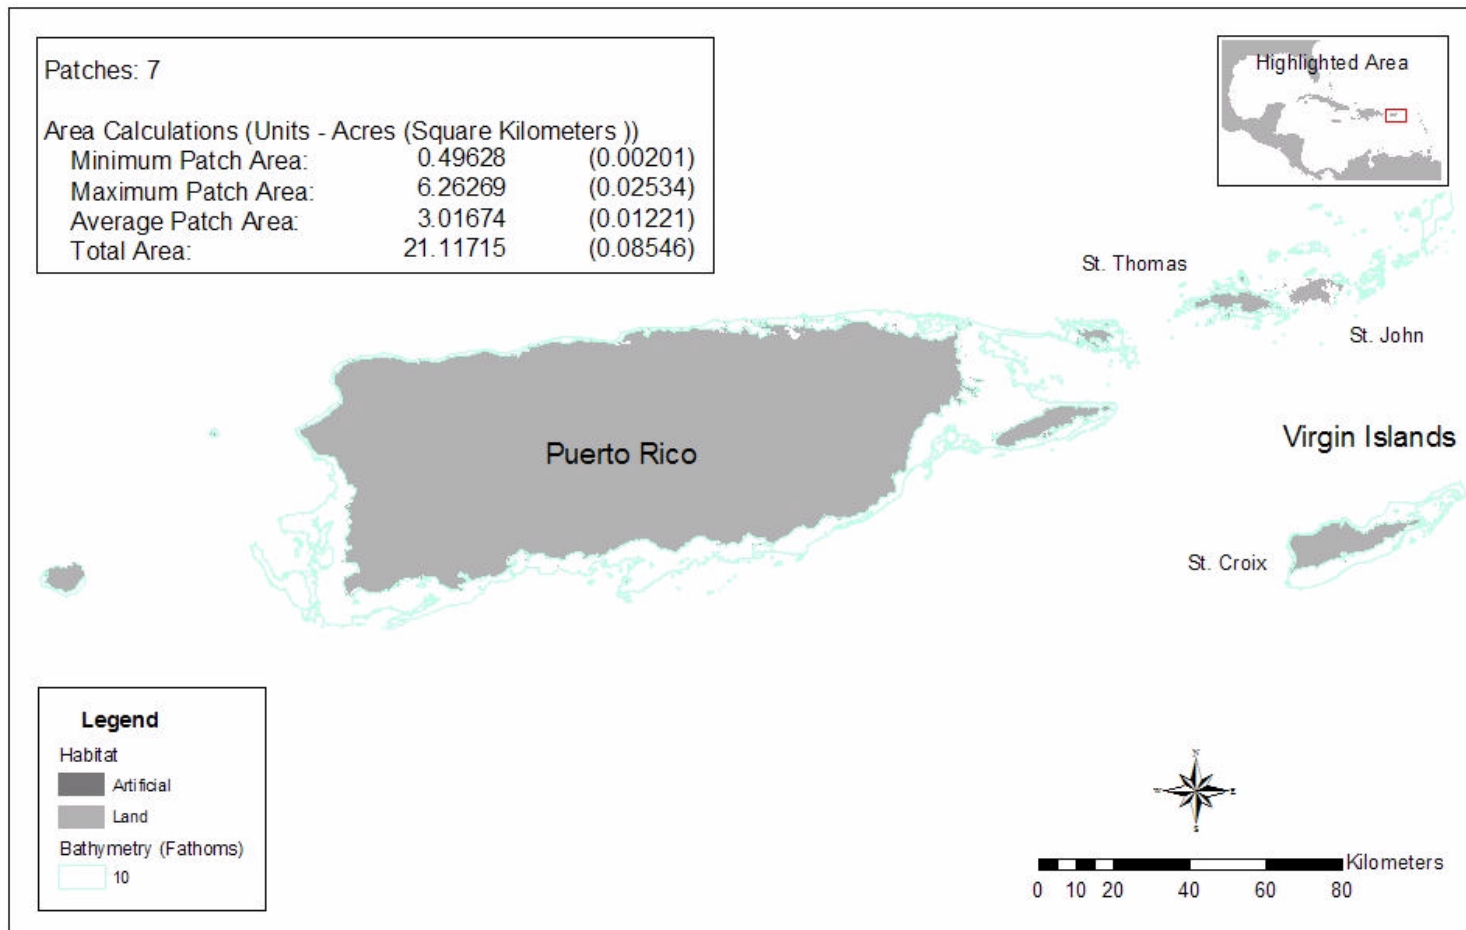 Patches: 7
Area Calculations (Units - Acres (Square Kilometers ))
Minimum Patch Area: 0.49628 (0.00201)
Maximum Patch Area: 6.26269 (0.02534)
Average Patch Area: 3.01674 (0.01221)
Total Area: 21.11715 (0.08546)
Highlighted Area
St. Thomas
St. John
Puerto Rico
Virgin Islands
St. Croix
Legend
Habitat
Artificial
Land
Bathymetry (Fathoms)
10
N
W E
S
Kilometers
0 10 20 40 60 80